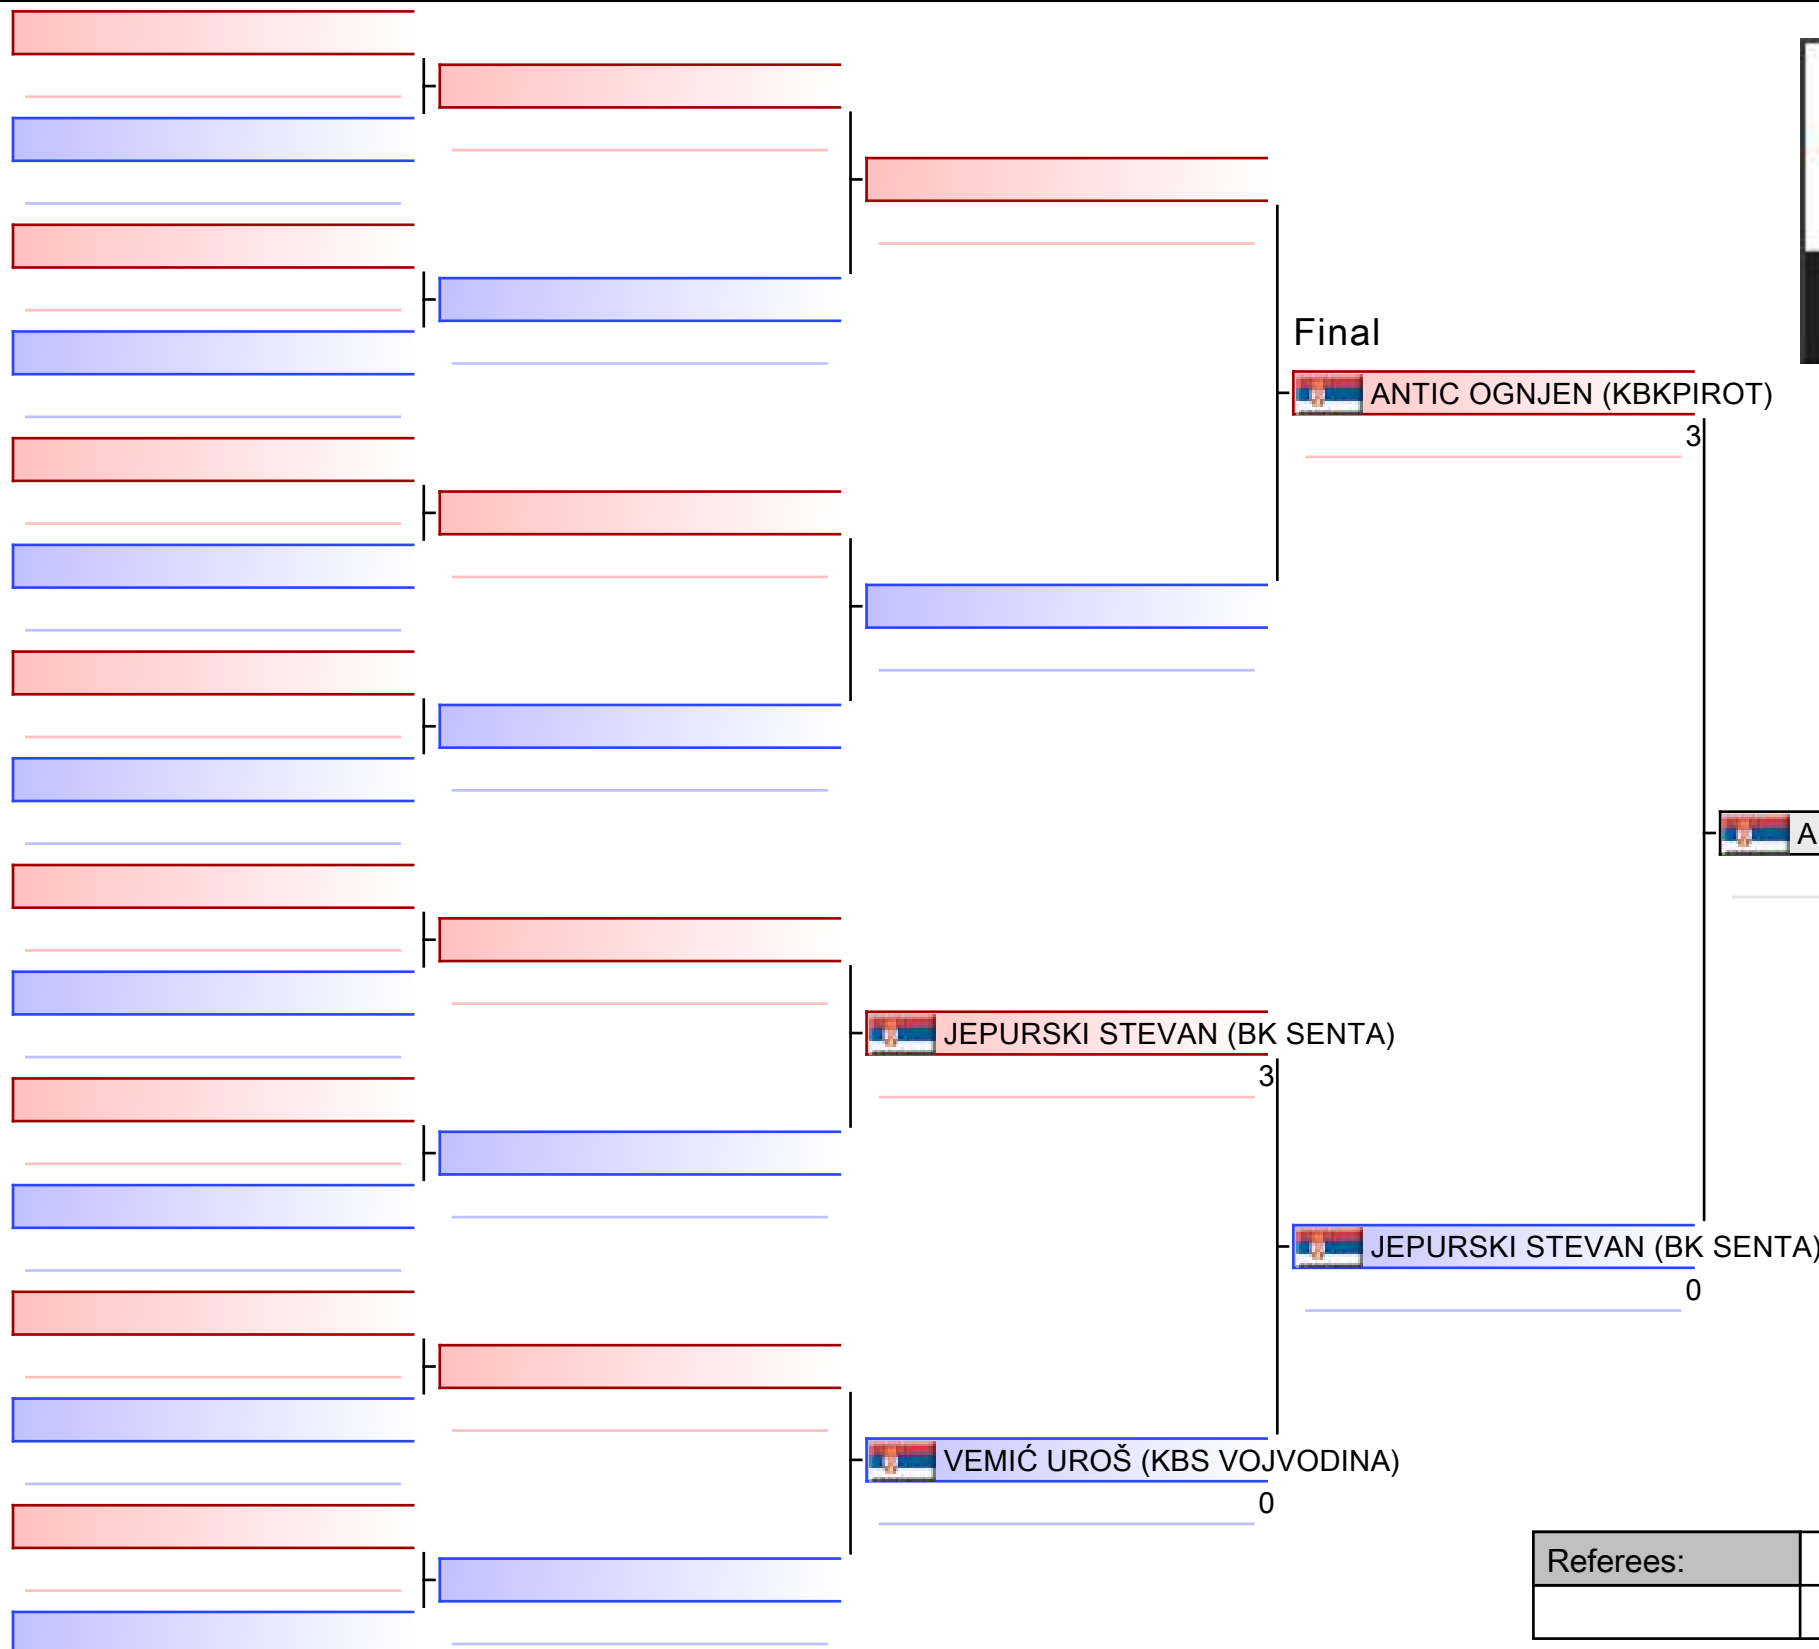 Final
ANTIC OGNJEN (KBKPIROT)
3
A
JEPURSKI STEVAN (BK SENTA)
3
JEPURSKI STEVAN (BK SENTA)
0
VEMIĆ UROŠ (KBS VOJVODINA)
0
Referees: